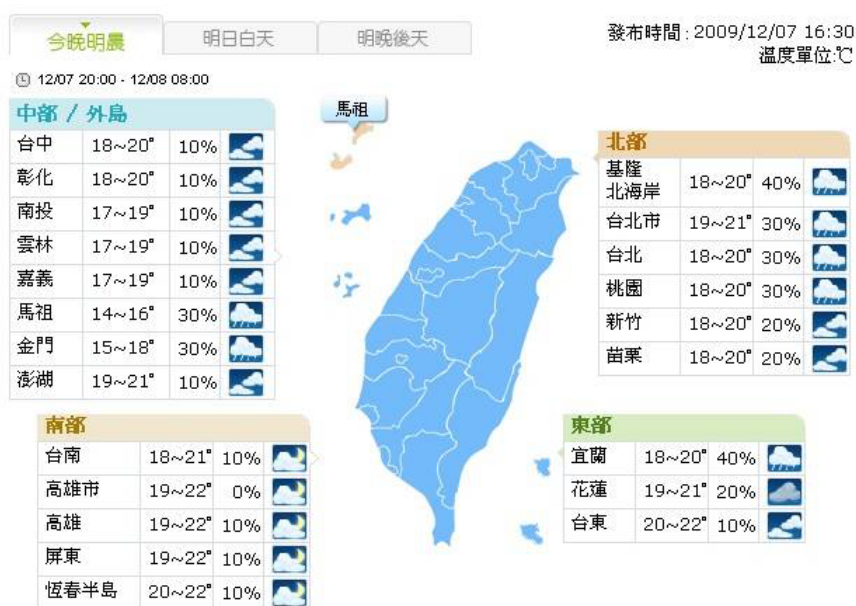 今晚明晨 明日白天 明晚後天
發布時間:2009/12/07 16:30
溫度單位:℃
12/07 20:00 - 12/08 08:00
中部 / 外島
台中 18~20° 10%
彰化 18~20° 10%
南投 17~19° 10%
雲林 17~19° 10%
嘉義 17~19° 10%
馬祖 14~16° 30%
金門 15~18° 30%
澎湖 19~21° 10%
馬祖
北部
基隆
北海岸 18~20° 40%
台北市 19~21° 30%
台北 18~20° 30%
桃園 18~20° 30%
新竹 18~20° 20%
苗栗 18~20° 20%
南部
台南 18~21° 10%
高雄市 19~22° 0%
高雄 19~22° 10%
屏東 19~22° 10%
恆春半島 20~22° 10%
東部
宜蘭 18~20° 40%
花蓮 19~21° 20%
台東 20~22° 10%